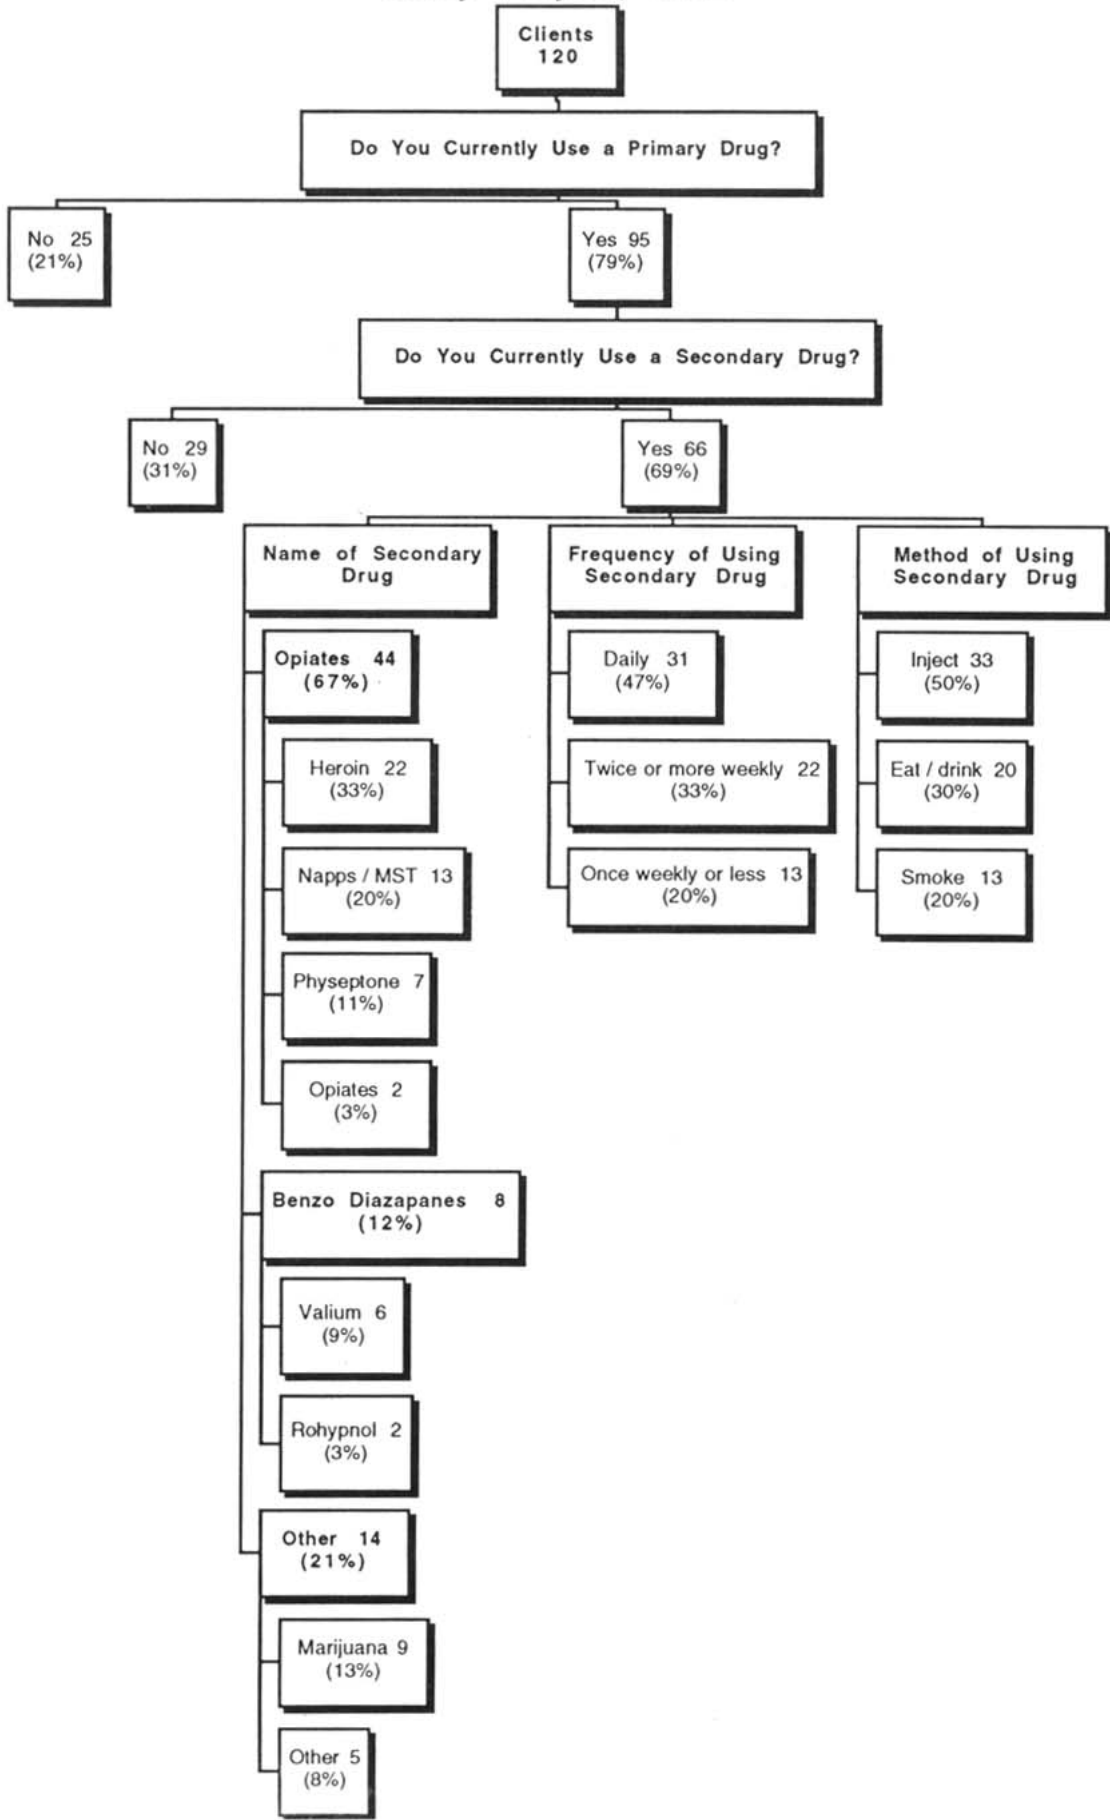 Clients
120
Do You Currently Use a Primary Drug?
No 25
(21%)
Yes 95
(79%)
Do You Currently Use a Secondary Drug?
No 29
(31%)
Yes 66
(69%)
Name of Secondary
Drug
Opiates 44
(67%)
Heroin 22
(33%)
Napps / MST 13
(20%)
Physeptone 7
(11%)
Opiates 2
(3%)
Benzo Diazapanes 8
(12%)
Valium 6
(9%)
Rohypnol 2
(3%)
Other 14
(21%)
Marijuana 9
(13%)
Other 5
(8%)
Frequency of Using
Secondary Drug
Daily 31
(47%)
Twice or more weekly 22
(33%)
Once weekly or less 13
(20%)
Method of Using
Secondary Drug
Inject 33
(50%)
Eat / drink 20
(30%)
Smoke 13
(20%)